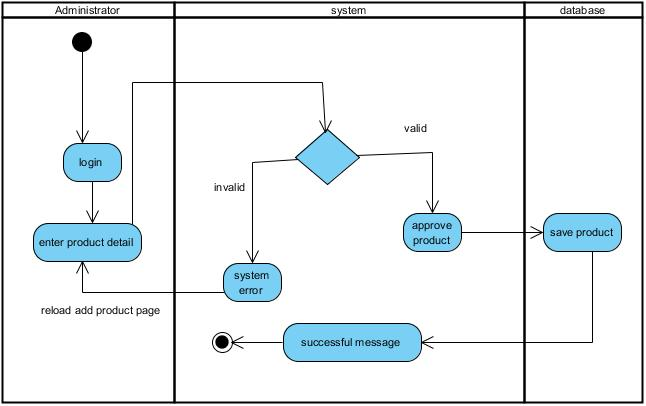 Administrator
system
database
valid
login
invalid
enter product detail
approve
product
save product
system
error
reload add product page
successful message